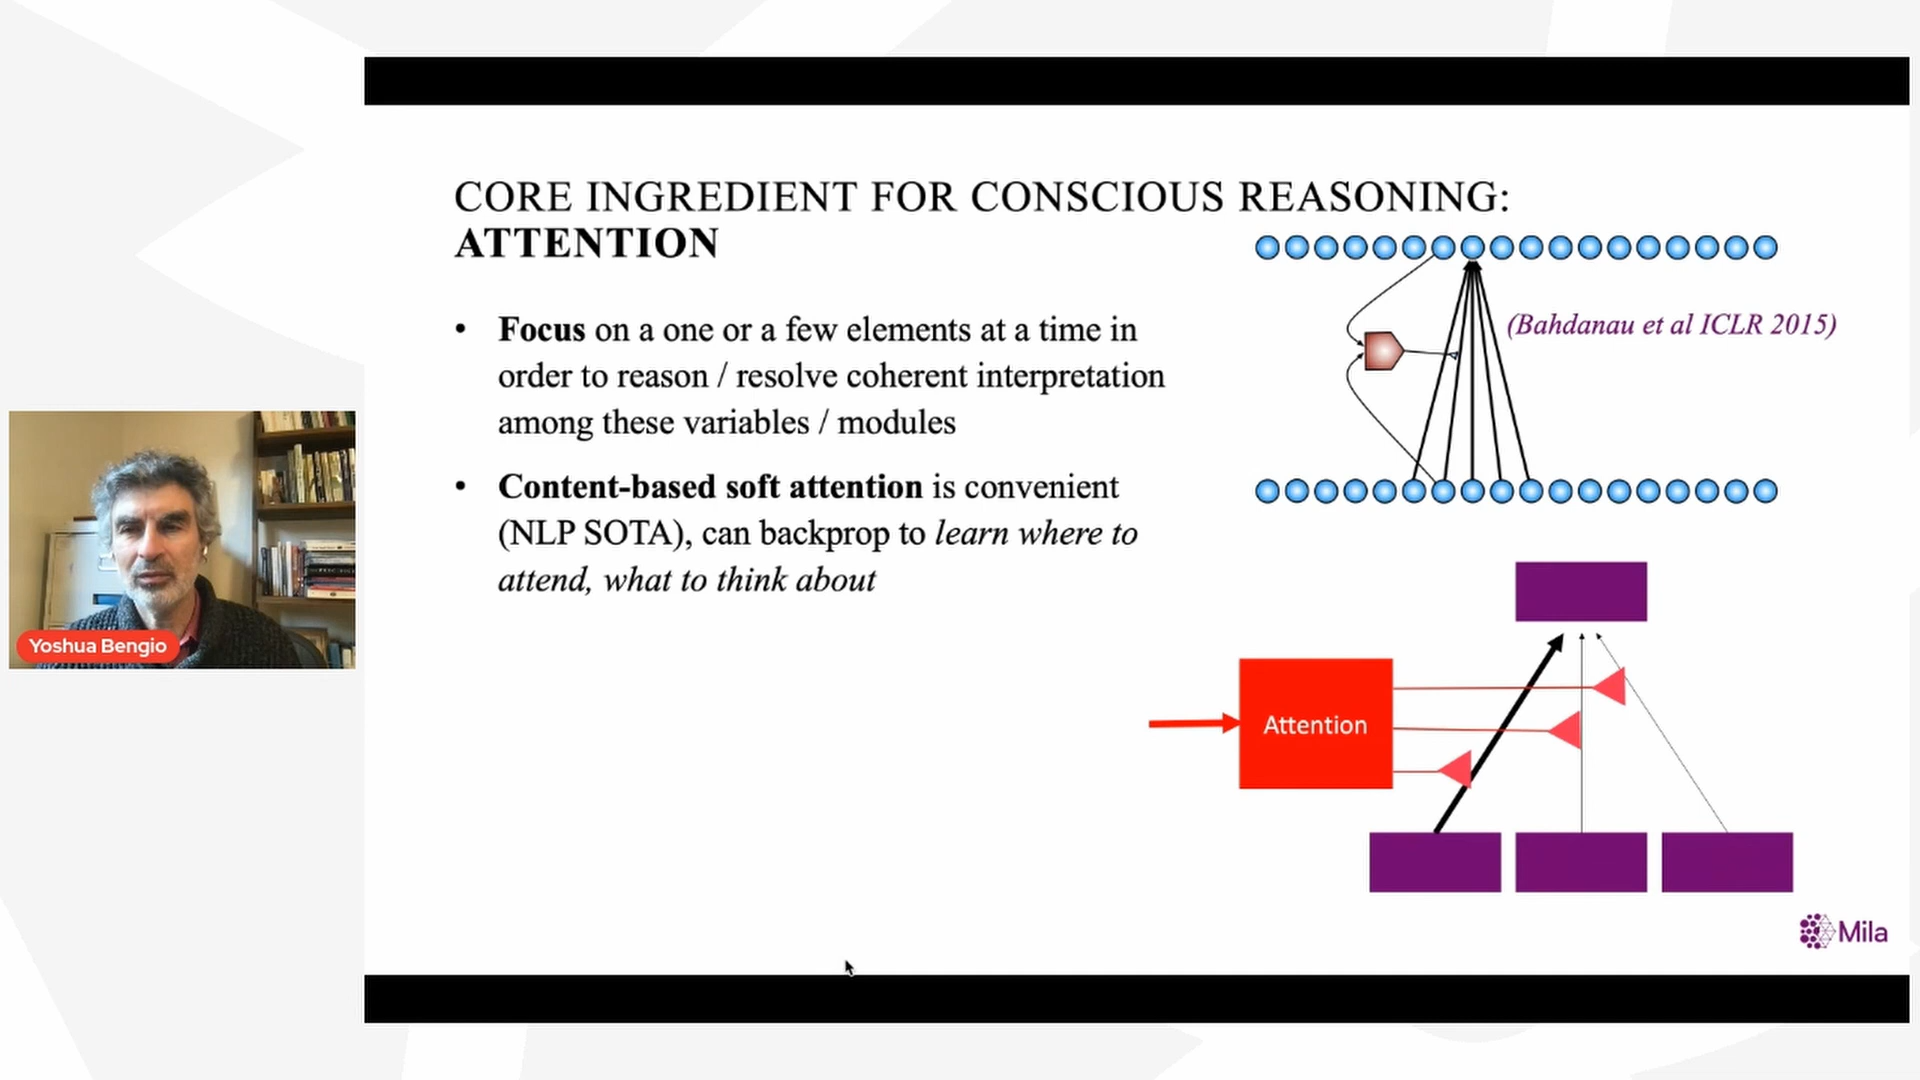 CORE INGREDIENT FOR CONSCIOUS REASONING:
ATTENTION
• Focus on a one or a few elements at a time in
order to reason / resolve coherent interpretation
among these variables / modules
• Content-based soft attention is convenient
(NLP SOTA), can backprop to learn where to
attend, what to think about
(Bahdanau et al ICLR 2015)
Attention
Yoshua Bengio
Mila